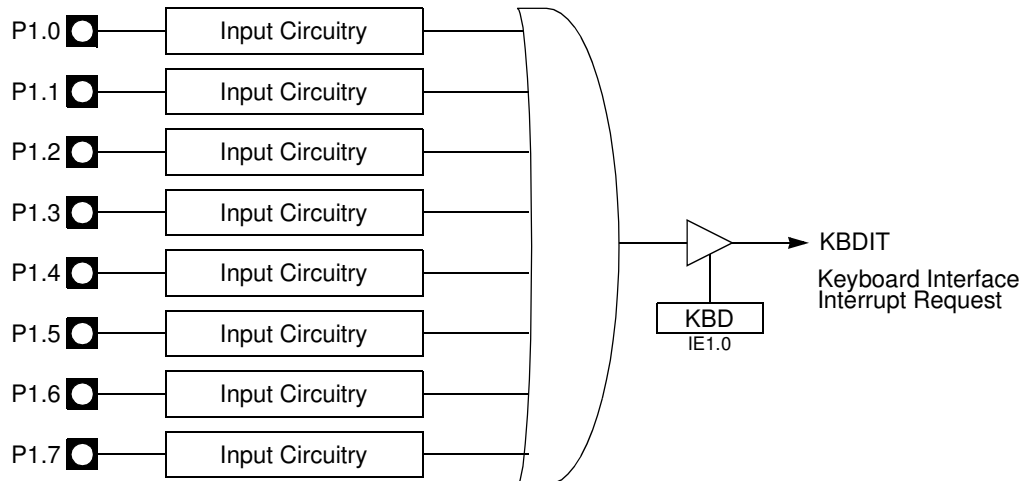 P1.0 Input Circuitry
P1.1 Input Circuitry
P1.2 Input Circuitry
P1.3 Input Circuitry
P1.4 Input Circuitry
P1.5 Input Circuitry
P1.6 Input Circuitry
P1.7 Input Circuitry
KBDIT
Keyboard Interface
Interrupt Request
KBD
IE1.0